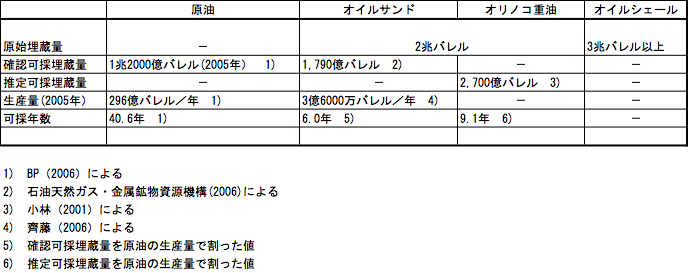 原油 オイルサンド オリノコ重油 オイルシェール
原始埋蔵量 － 2兆バレル 3兆バレル以上
確認可採埋蔵量 1兆2000億バレル(2005年) 1) 1,790億バレル 2) － －
推定可採埋蔵量 － － 2,700億バレル 3) －
生産量(2005年) 296億バレル／年 1) 3億6000万バレル／年 4) － －
可採年数 40.6年 1) 6.0年 5) 9.1年 6) －
1) BP（2006）による
2) 石油天然ガス・金属鉱物資源機構(2006)による
3) 小林（2001）による
4) 齊藤（2006）による
5) 確認可採埋蔵量を原油の生産量で割った値
6) 推定可採埋蔵量を原油の生産量で割った値